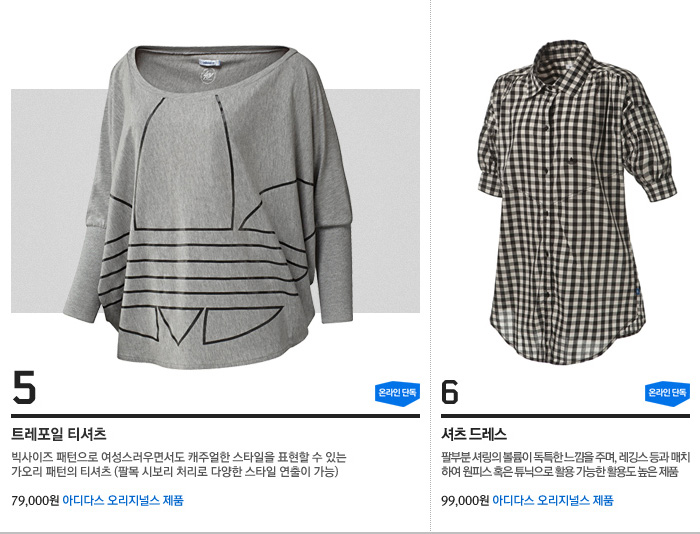 5
온라인 단독
트레포일 티셔츠
빅사이즈 패턴으로 여성스러우면서도 캐주얼한 스타일을 표현할 수 있는
가오리 패턴의 티셔츠 (팔목 시보리 처리로 다양한 스타일 연출이 가능)
79,000원 아디다스 오리지널스 제품
6
온라인 단독
셔츠 드레스
팔부분 셔링의 볼륨이 독특한 느낌을 주며, 레깅스 등과 매치
하여 원피스 혹은 튜닉으로 활용 가능한 활용도 높은 제품
99,000원 아디다스 오리지널스 제품